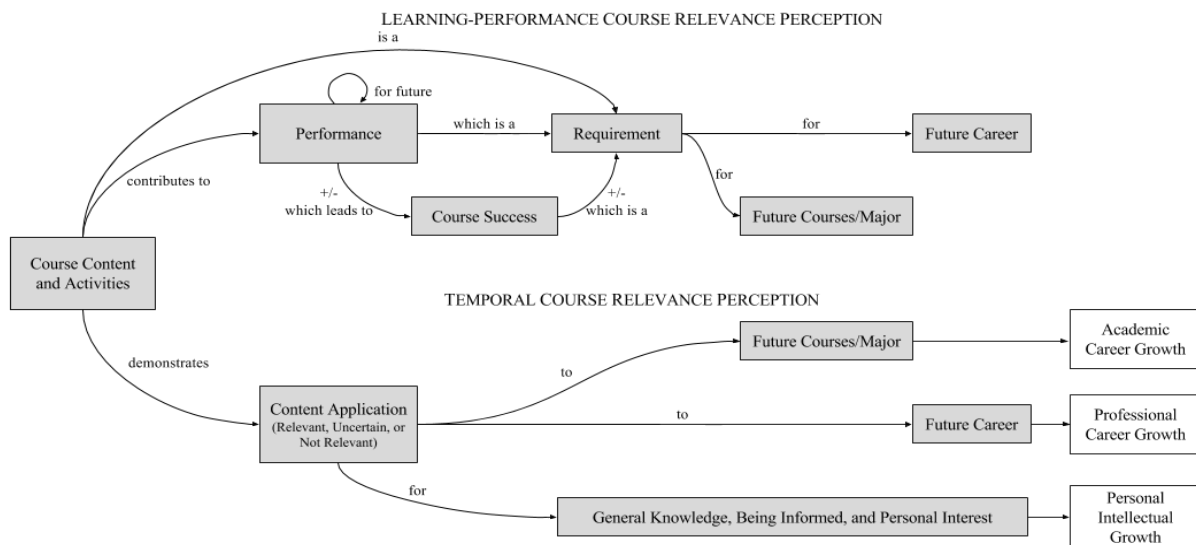 LEARNING-PERFORMANCE COURSE RELEVANCE PERCEPTION
is a
for future
Performance
which is a
Requirement
for
Future Career
contributes to
+/-
which leads to
Course Success
+/-
which is a
for
Future Courses/Major
Course Content
and Activities
TEMPORAL COURSE RELEVANCE PERCEPTION
demonstrates
Content Application
(Relevant, Uncertain, or
Not Relevant)
to
Future Courses/Major
Academic
Career Growth
to
Future Career
Professional
Career Growth
for
General Knowledge, Being Informed, and Personal Interest
Personal
Intellectual
Growth